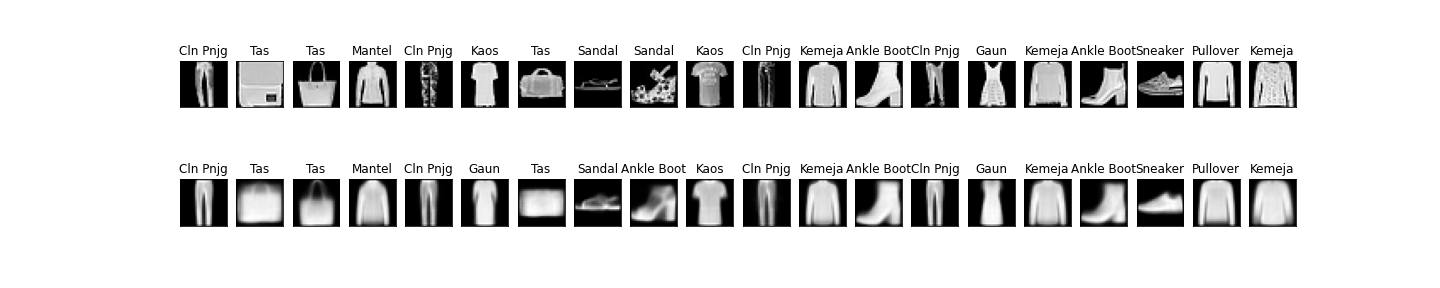 Cln Pnjg Tas Tas Mantel Cln Pnjg Kaos Tas Sandal Sandal Kaos Cln Pnjg Kemeja Ankle Boot Cln Pnjg Gaun Kemeja Ankle Boot Sneaker Pullover Kemeja
Cln Pnjg Tas Tas Mantel Cln Pnjg Gaun Tas Sandal Ankle Boot Kaos Cln Pnjg Kemeja Ankle Boot Cln Pnjg Gaun Kemeja Ankle Boot Sneaker Pullover Kemeja